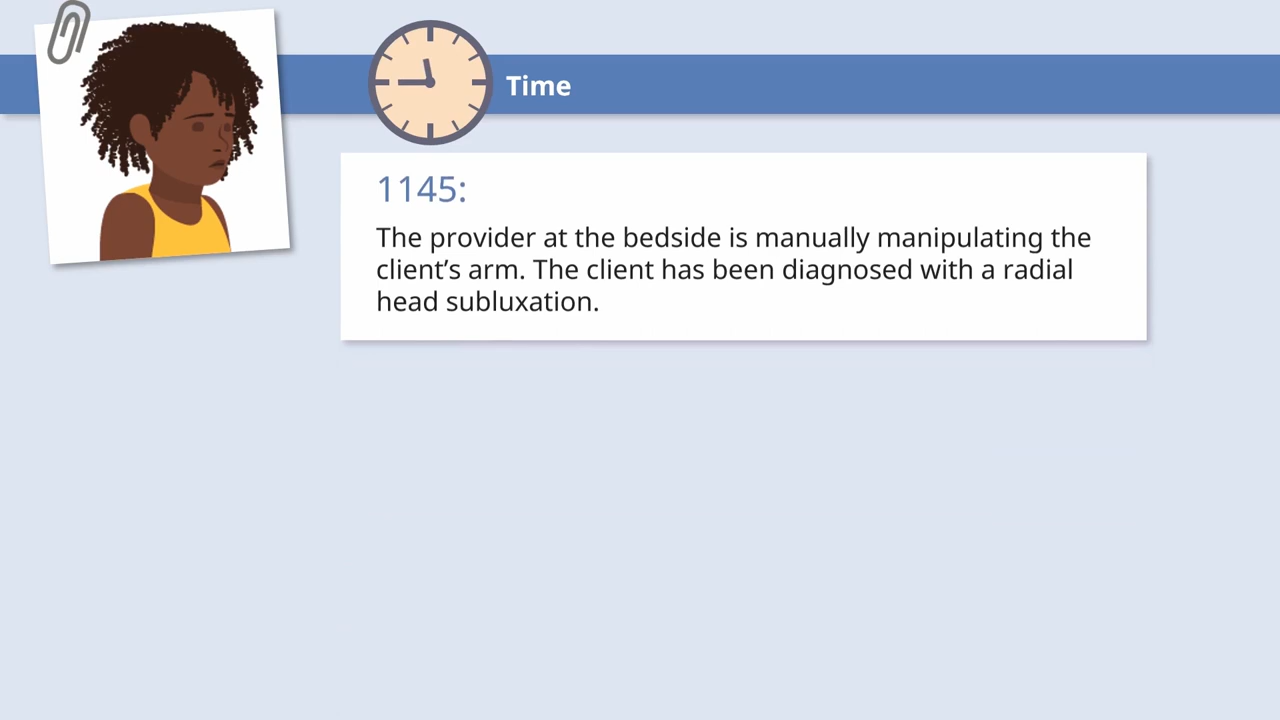 Time
1145:
The provider at the bedside is manually manipulating the
client’s arm. The client has been diagnosed with a radial
head subluxation.